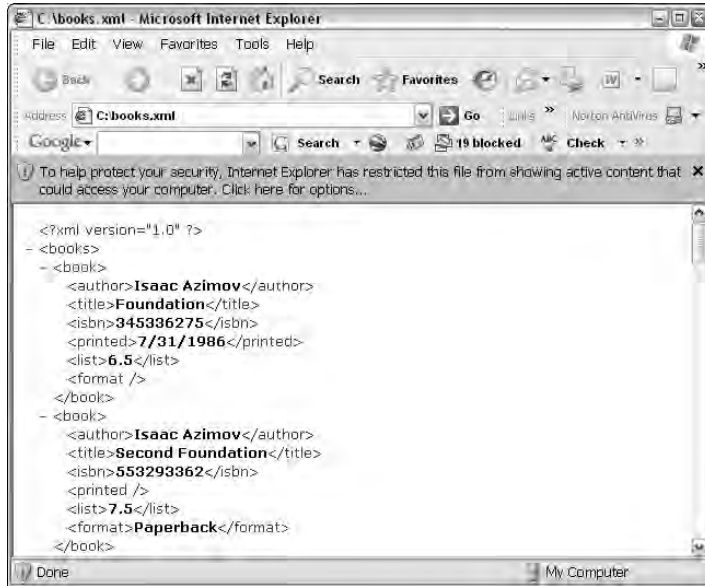 C:\books.xml - Microsoft Internet Explorer
File Edit View Favorites Tools Help
Back Search Favorites W »
Address C:\books.xml Go Links » Norton AntiVirus
Google Search 19 blocked ABC Check »
To help protect your security, Internet Explorer has restricted this file from showing active content that
could access your computer. Click here for options...
<?xml version="1.0" ?>
- <books>
- <book>
<author>Isaac Azimov</author>
<title>Foundation</title>
<isbn>345336275</isbn>
<printed>7/31/1986</printed>
<list>6.5</list>
<format />
</book>
- <book>
<author>Isaac Azimov</author>
<title>Second Foundation</title>
<isbn>553293362</isbn>
<printed />
<list>7.5</list>
<format>Paperback</format>
</book>
Done My Computer